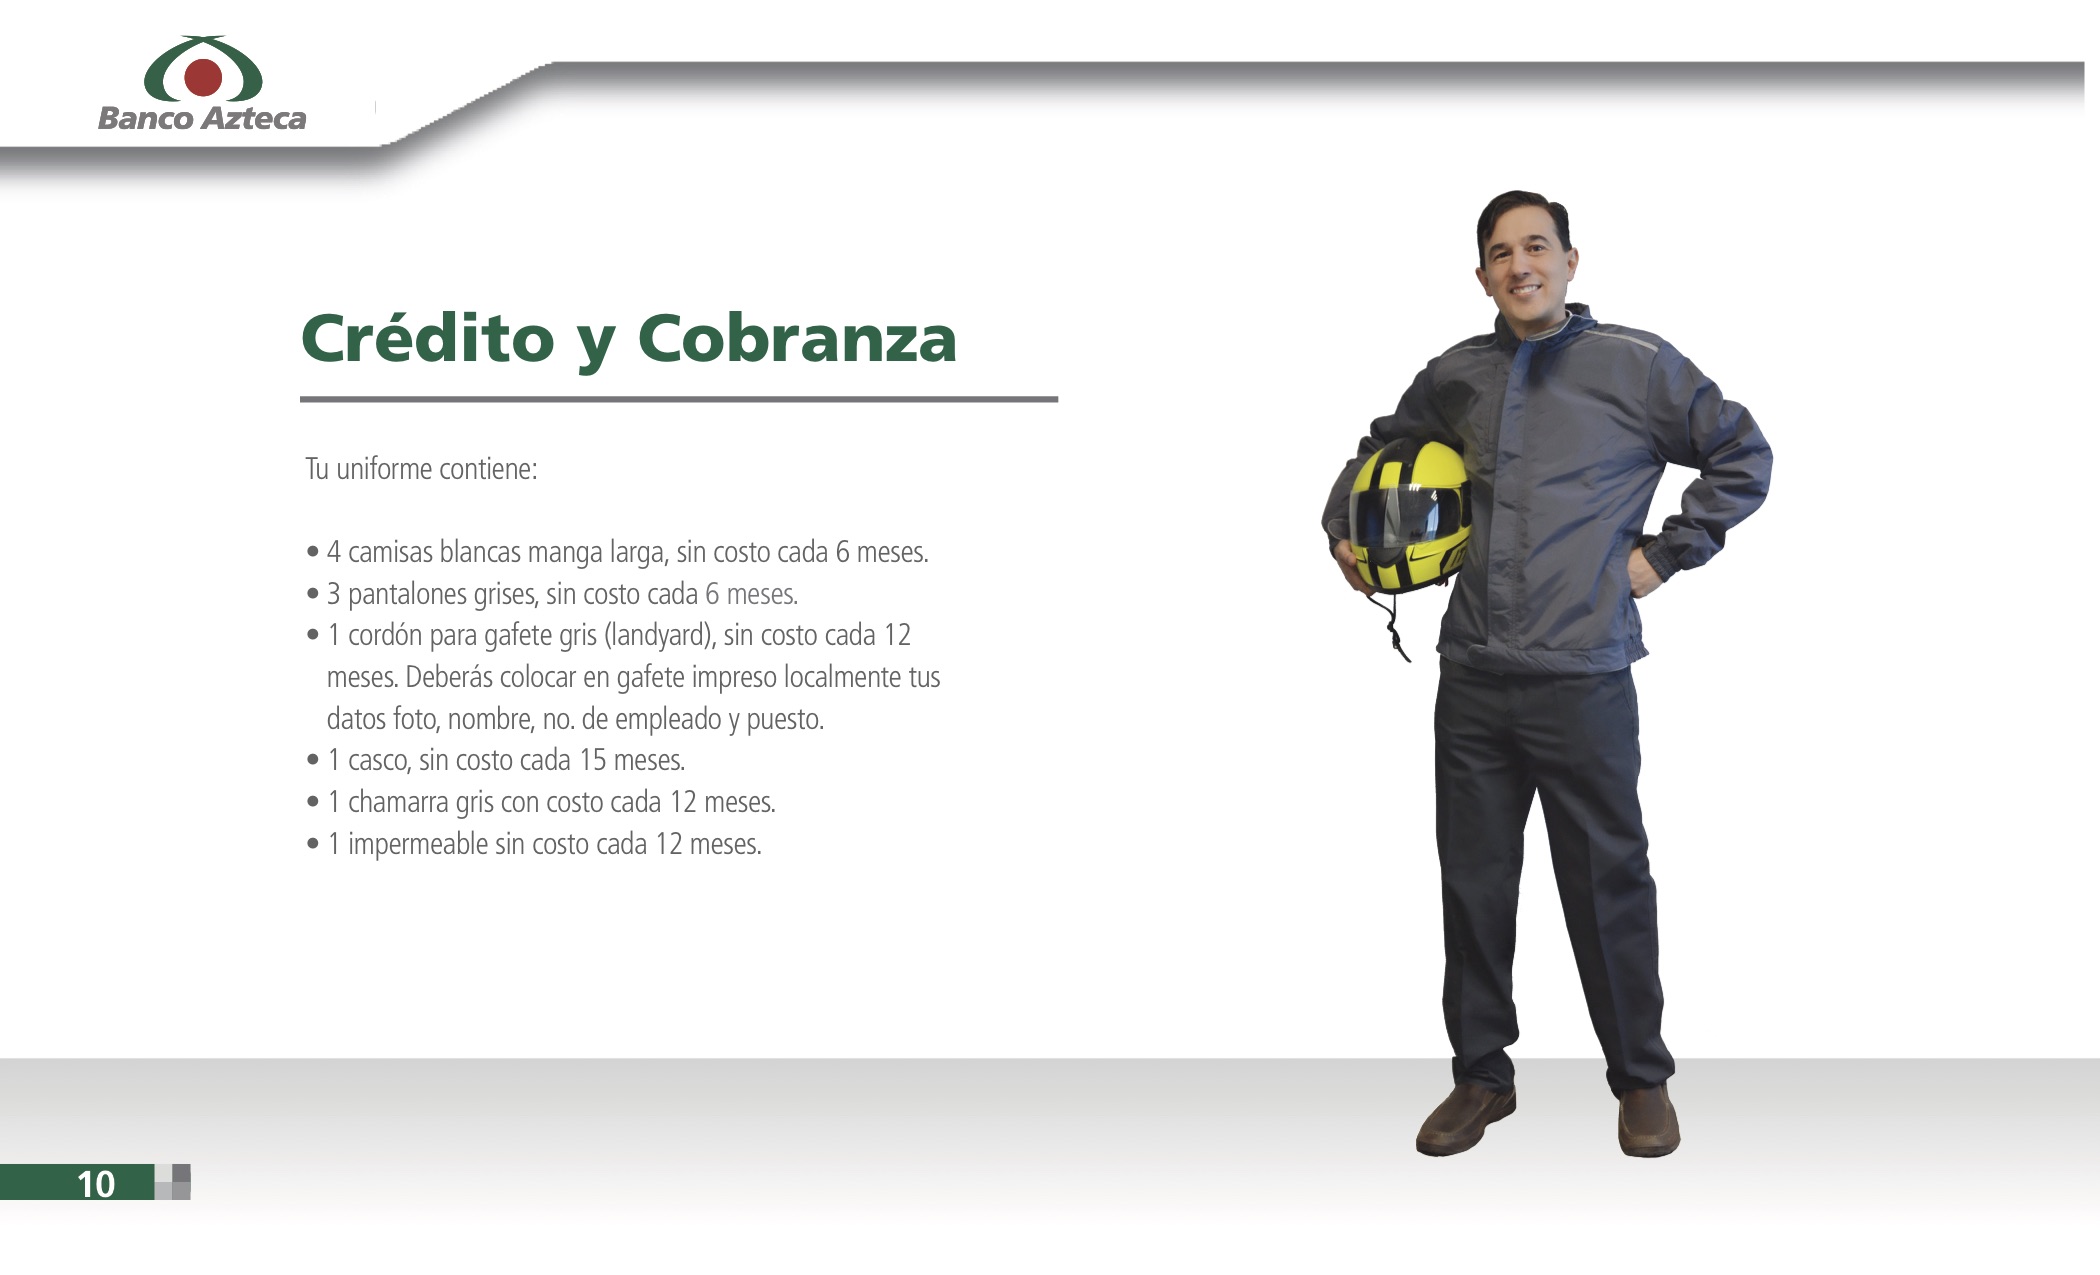 Banco Azteca
Crédito y Cobranza
Tu uniforme contiene:
• 4 camisas blancas manga larga, sin costo cada 6 meses.
• 3 pantalones grises, sin costo cada 6 meses.
• 1 cordón para gafete gris (landyard), sin costo cada 12
meses. Deberás colocar en gafete impreso localmente tus
datos foto, nombre, no. de empleado y puesto.
• 1 casco, sin costo cada 15 meses.
• 1 chamarra gris con costo cada 12 meses.
• 1 impermeable sin costo cada 12 meses.
10